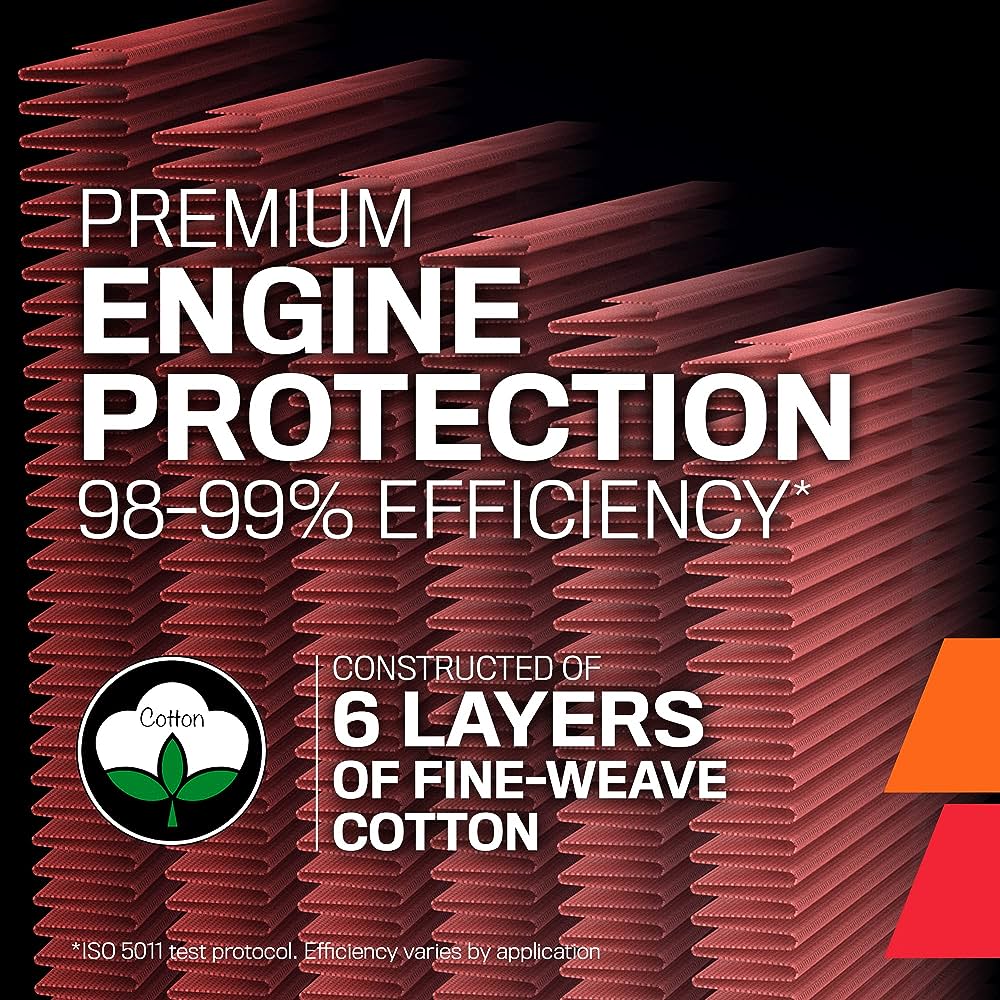 PREMIUM
ENGINE
PROTECTION
98-99% EFFICIENCY*
Cotton
CONSTRUCTED OF
6 LAYERS
OF FINE-WEAVE
COTTON
*ISO 5011 test protocol. Efficiency varies by application